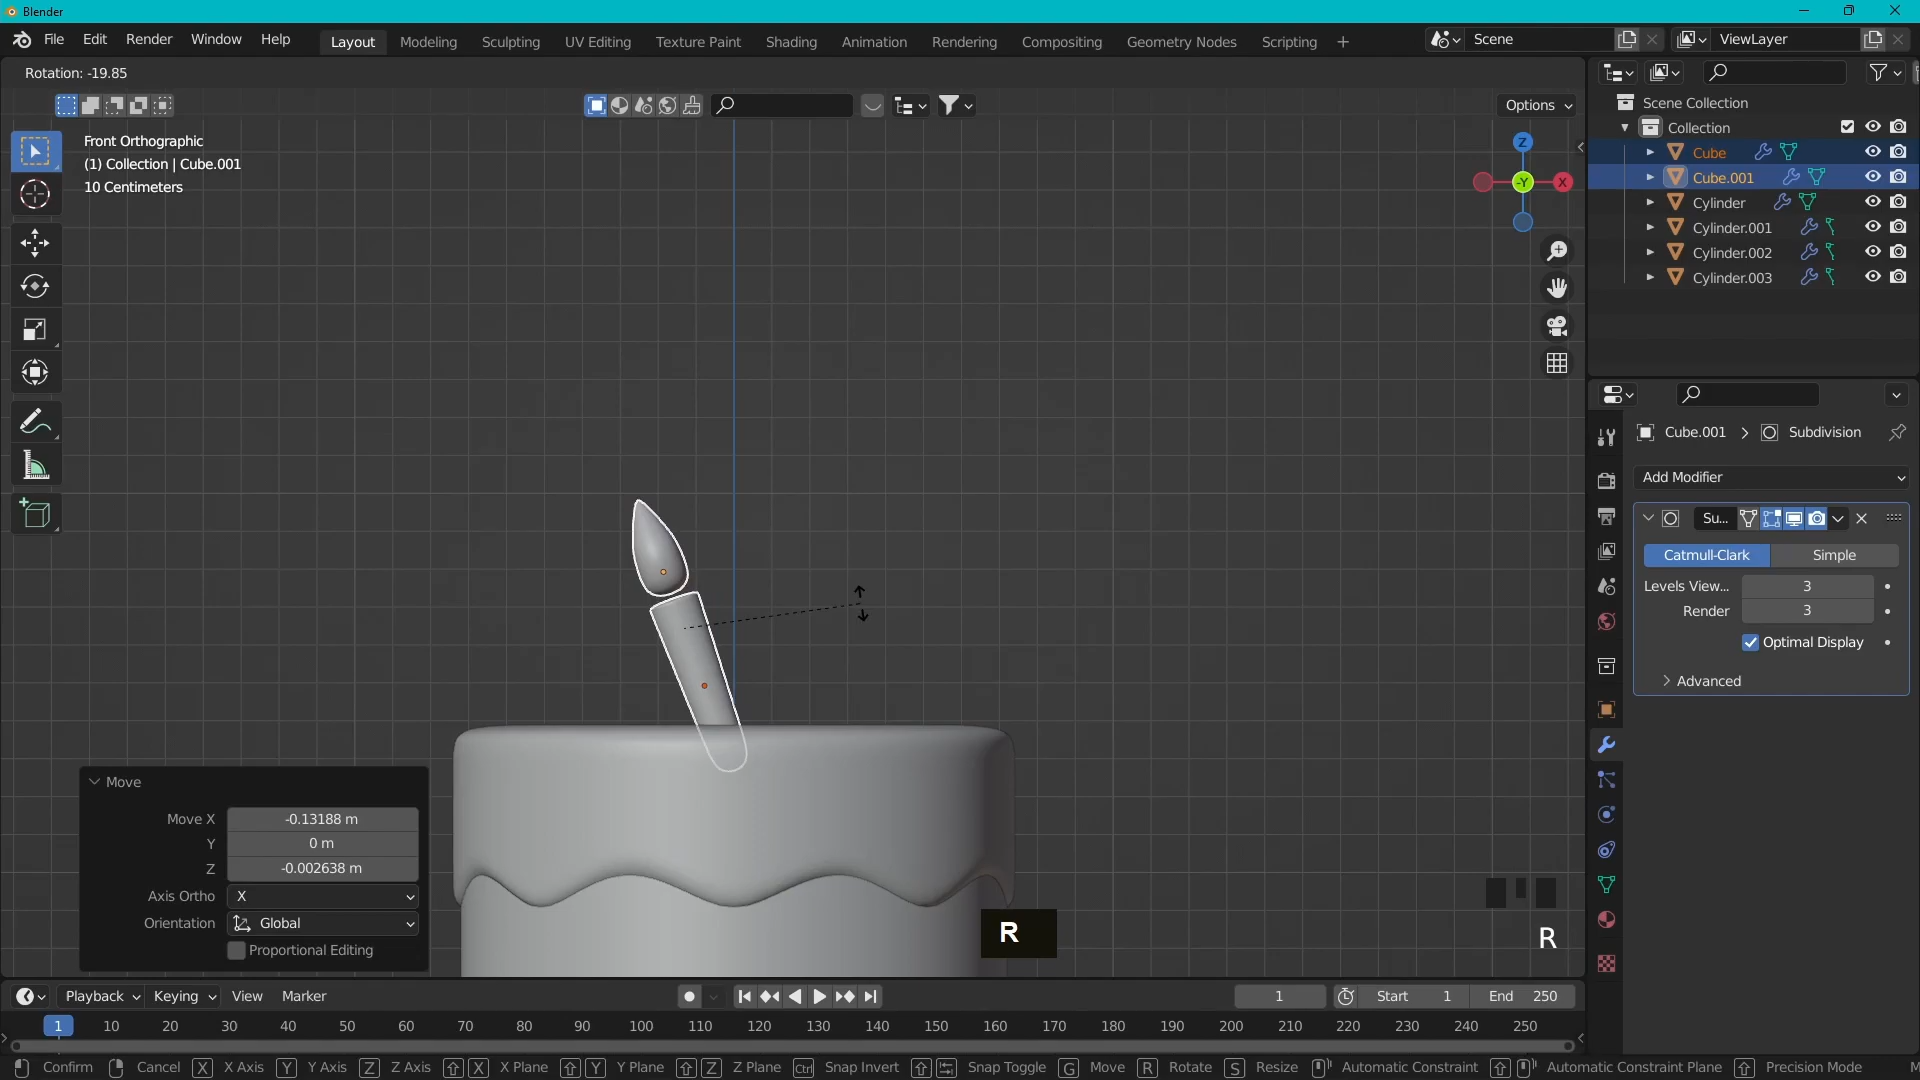 Blender
File Edit Render Window Help
Layout Modeling Sculpting UV Editing Texture Paint Shading Animation Rendering Compositing Geometry Nodes Scripting +
Scene ViewLayer
Rotation: -19.85
Options
Front Orthographic
(1) Collection | Cube.001
10 Centimeters
Z
-Y
X
Scene Collection
Collection
Cube
Cube.001
Cylinder
Cylinder.001
Cylinder.002
Cylinder.003
Cube.001 > Subdivision
Add Modifier
Su...
Catmull-Clark Simple
Levels View... 3
Render 3
Optimal Display
Advanced
Move
Move X -0.13188 m
Y 0 m
Z -0.002638 m
Axis Ortho X
Orientation Global
Proportional Editing
R
R
Playback Keying View Marker
1 Start 1 End 250
1 10 20 30 40 50 60 70 80 90 100 110 120 130 140 150 160 170 180 190 200 210 220 230 240 250
Confirm Cancel X X Axis Y Y Axis Z Z Axis X X Plane Y Y Plane Z Z Plane Ctrl Snap Invert Snap Toggle G Move R Rotate S Resize Automatic Constraint Automatic Constraint Plane Precision Mode M